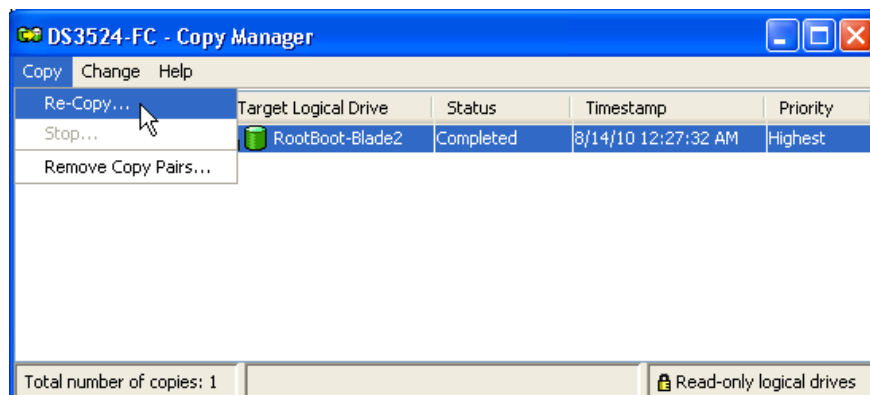 DS3524-FC - Copy Manager
Copy Change Help
Re-Copy...
Stop...
Remove Copy Pairs...
Target Logical Drive Status Timestamp Priority
RootBoot-Blade2 Completed 8/14/10 12:27:32 AM Highest
Total number of copies: 1 Read-only logical drives